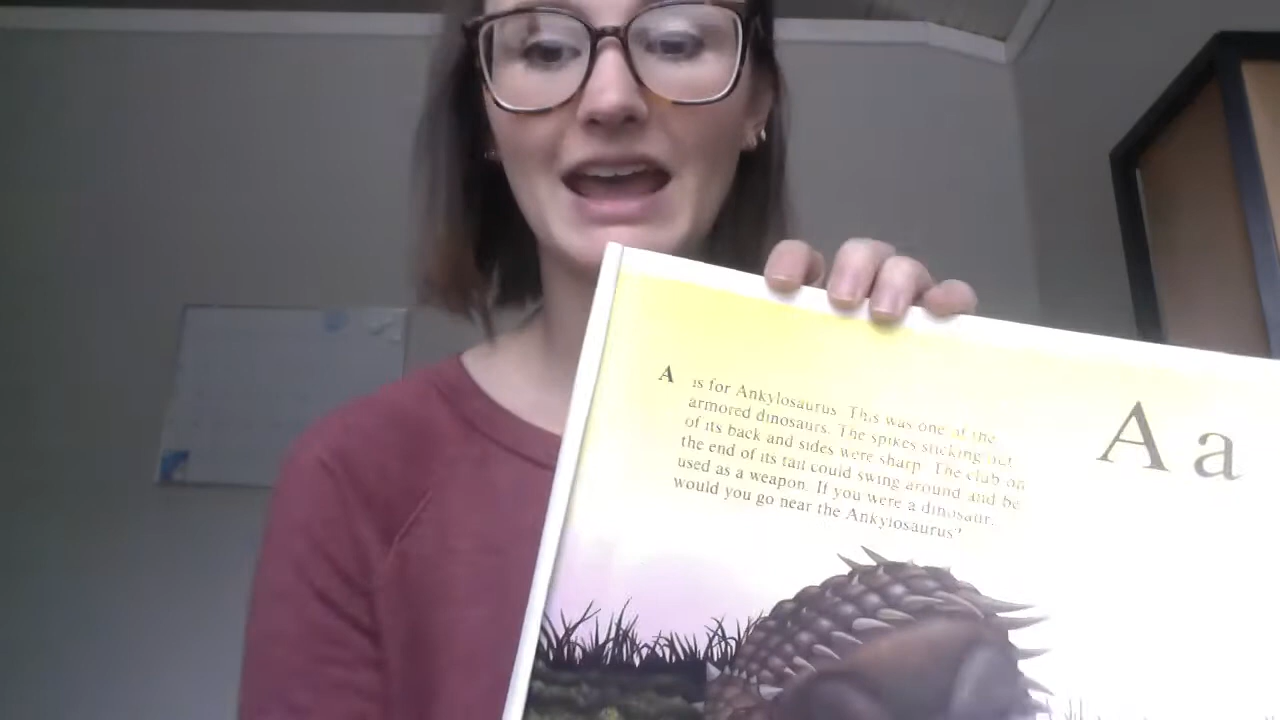 A is for Ankylosaurus. This was one of the
armored dinosaurs. The spikes sticking out
of its back and sides were sharp. The club on
the end of its tail could swing around and be
used as a weapon. If you were a dinosaur,
would you go near the Ankylosaurus?
A a